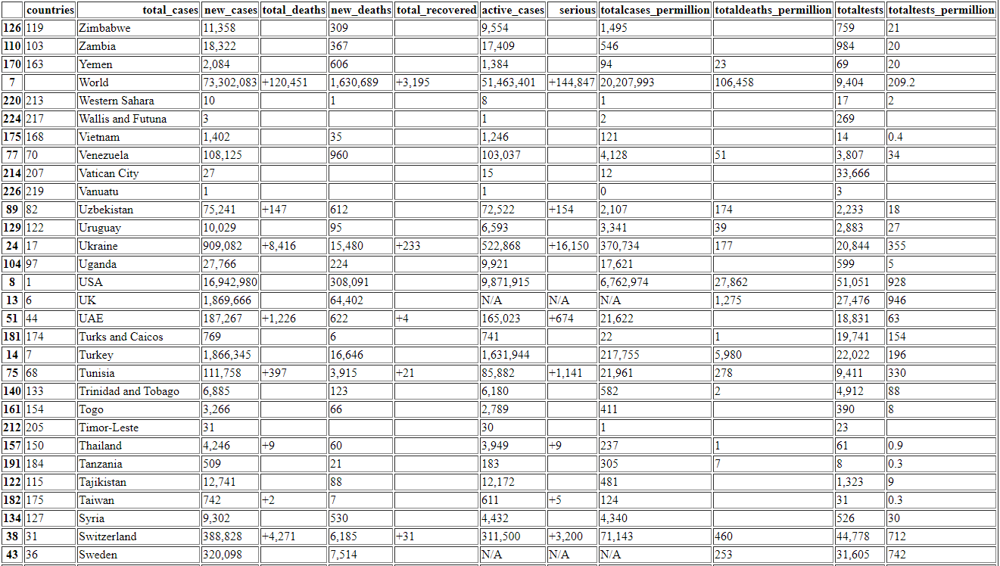 countries total_cases new_cases total_deaths new_deaths total_recovered active_cases serious totalcases_permillion totaldeaths_permillion totaltests totaltests_permillion
126 119 Zimbabwe 11,358 309 9,554 1,495 759 21
110 103 Zambia 18,322 367 17,409 546 984 20
170 163 Yemen 2,084 606 1,384 94 23 69 20
7 World 73,302,083 +120,451 1,630,689 +3,195 51,463,401 +144,847 20,207,993 106,458 9,404 209.2
220 213 Western Sahara 10 1 8 1 17 2
224 217 Wallis and Futuna 3 1 2 269
175 168 Vietnam 1,402 35 1,246 121 14 0.4
77 70 Venezuela 108,125 960 103,037 4,128 51 3,807 34
214 207 Vatican City 27 15 12 33,666
226 219 Vanuatu 1 1 0 3
89 82 Uzbekistan 75,241 +147 612 72,522 +154 2,107 174 2,233 18
129 122 Uruguay 10,029 95 6,593 3,341 39 2,883 27
24 17 Ukraine 909,082 +8,416 15,480 +233 522,868 +16,150 370,734 177 20,844 355
104 97 Uganda 27,766 224 9,921 17,621 599 5
8 1 USA 16,942,980 308,091 9,871,915 6,762,974 27,862 51,051 928
13 6 UK 1,869,666 64,402 N/A N/A N/A 1,275 27,476 946
51 44 UAE 187,267 +1,226 622 +4 165,023 +674 21,622 18,831 63
181 174 Turks and Caicos 769 6 741 22 1 19,741 154
14 7 Turkey 1,866,345 16,646 1,631,944 217,755 5,980 22,022 196
75 68 Tunisia 111,758 +397 3,915 +21 85,882 +1,141 21,961 278 9,411 330
140 133 Trinidad and Tobago 6,885 123 6,180 582 2 4,912 88
161 154 Togo 3,266 66 2,789 411 390 8
212 205 Timor-Leste 31 30 1 23
157 150 Thailand 4,246 +9 60 3,949 +9 237 1 61 0.9
191 184 Tanzania 509 21 183 305 7 8 0.3
122 115 Tajikistan 12,741 88 12,172 481 1,323 9
182 175 Taiwan 742 +2 7 611 +5 124 31 0.3
134 127 Syria 9,302 530 4,432 4,340 526 30
38 31 Switzerland 388,828 +4,271 6,185 +31 311,500 +3,200 71,143 460 44,778 712
43 36 Sweden 320,098 7,514 N/A N/A N/A 253 31,605 742